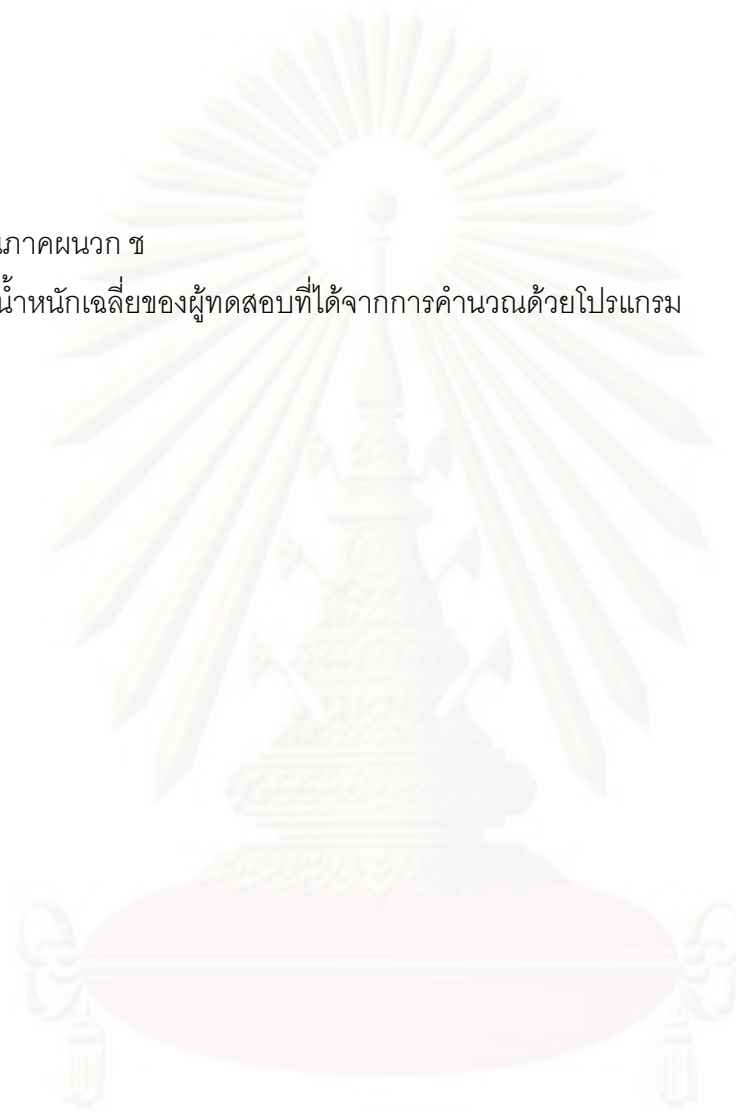 ภาคผนวก ช
น้ำหนักเฉลี่ยของผู้ทดสอบที่ได้จากการคำนวณด้วยโปรแกรม